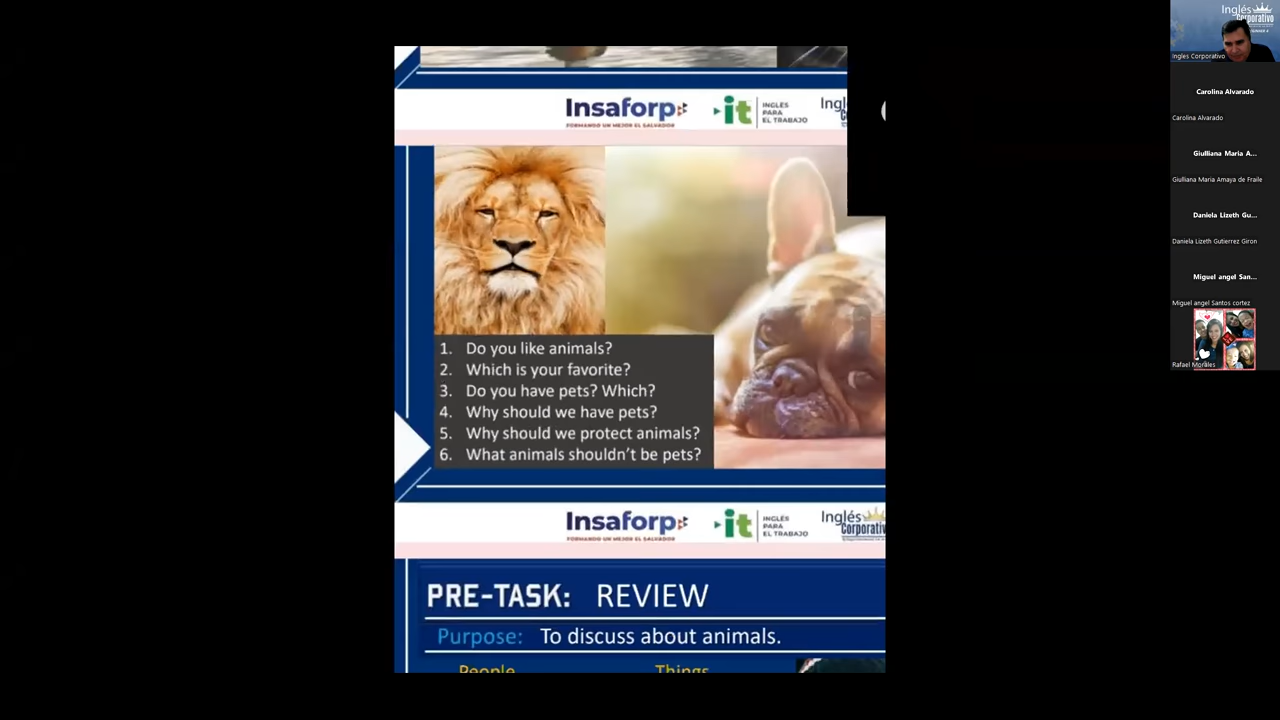 Insaforp
FORMANDO UN MEJOR EL SALVADOR
it
INGLÉS
PARA
EL TRABAJO
1. Do you like animals?
2. Which is your favorite?
3. Do you have pets? Which?
4. Why should we have pets?
5. Why should we protect animals?
6. What animals shouldn't be pets?
Insaforp
FORMANDO UN MEJOR EL SALVADOR
it
INGLÉS
PARA
EL TRABAJO
Inglés
Corporativo
PRE-TASK: REVIEW
Purpose: To discuss about animals.
People Things
Inglés
Corporativo
Ingles Corporativo
Carolina Alvarado
Carolina Alvarado
Giulliana Maria A...
Giulliana Maria Amaya de Fraile
Daniela Lizeth Gu...
Daniela Lizeth Gutierrez Giron
Miguel angel San...
Miguel angel Santos cortez
Rafael Morales